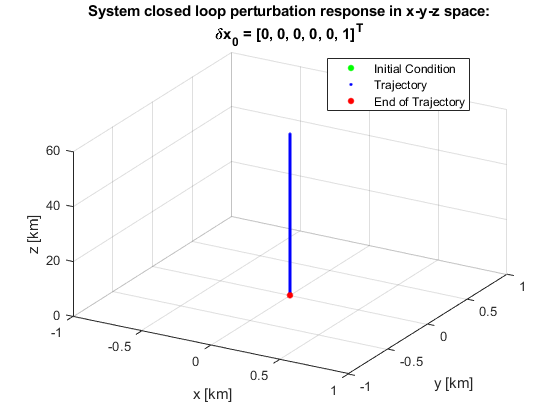 System closed loop perturbation response in x-y-z space:
δx₀ = [0, 0, 0, 0, 0, 1]ᵀ
Initial Condition
Trajectory
End of Trajectory
60
40
20
0
z [km]
-1
-0.5
0
0.5
1
x [km]
-1
-0.5
0
0.5
1
y [km]